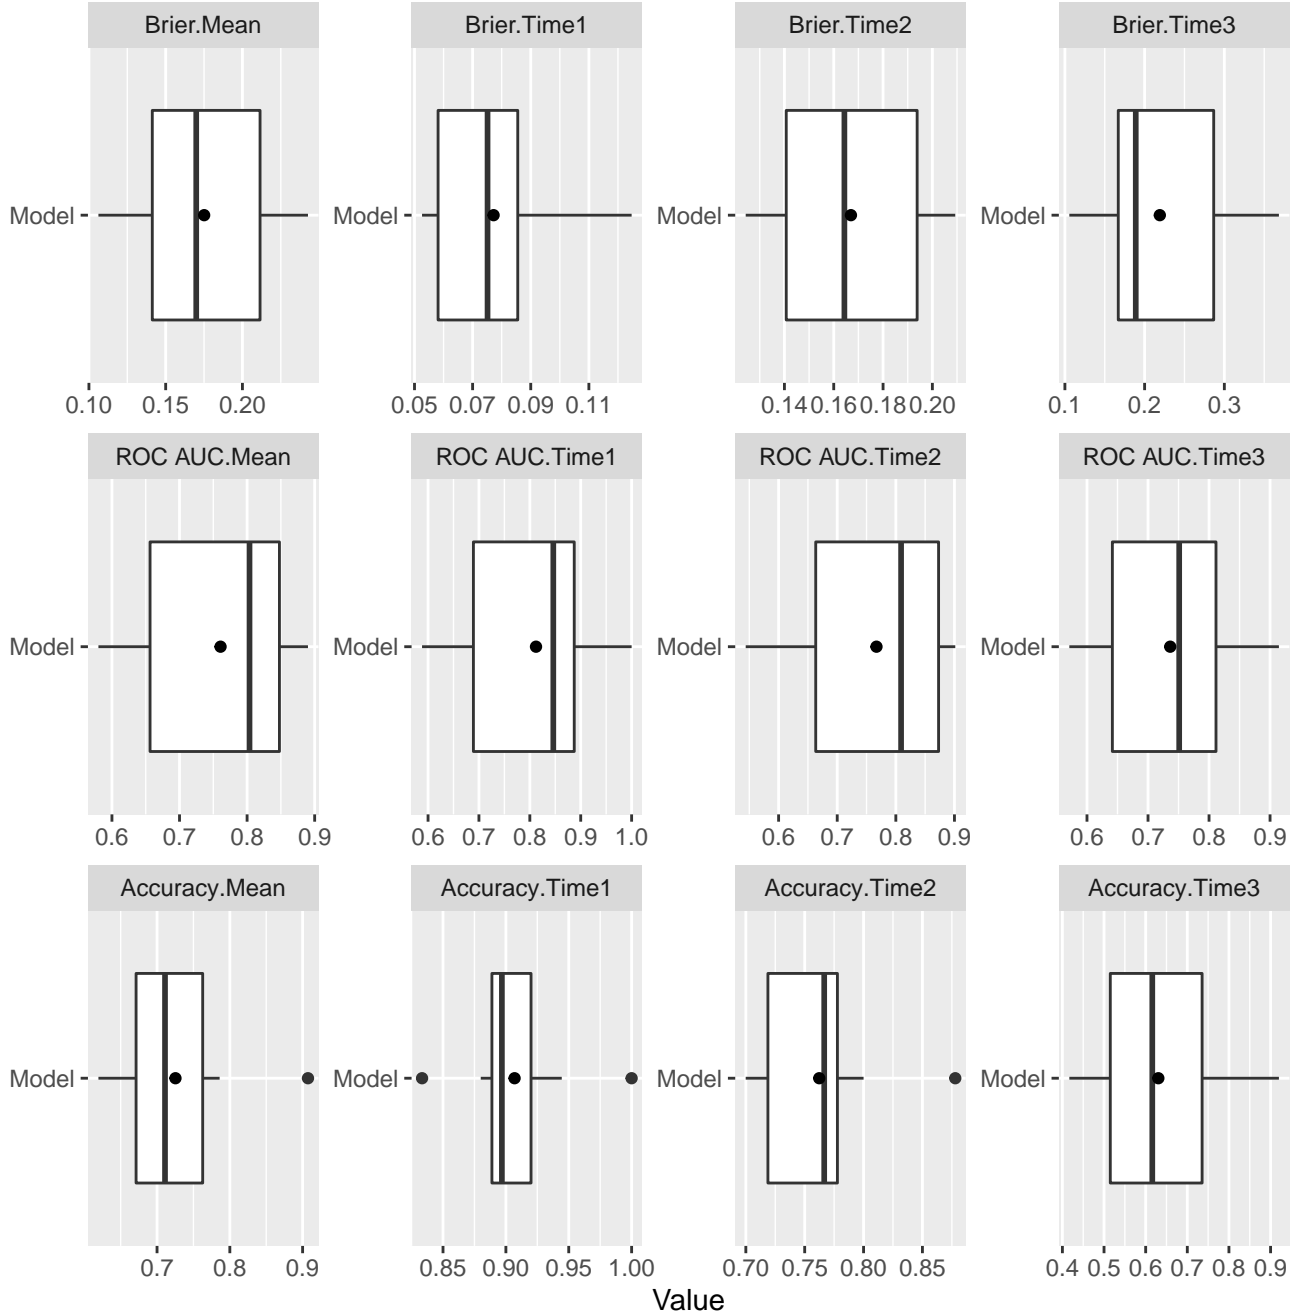 Brier.Mean Brier.Time1 Brier.Time2 Brier.Time3
Model Model Model Model
0.10 0.15 0.20 0.05 0.07 0.09 0.11 0.14 0.16 0.18 0.20 0.1 0.2 0.3
ROC AUC.Mean ROC AUC.Time1 ROC AUC.Time2 ROC AUC.Time3
Model Model Model Model
0.6 0.7 0.8 0.9 0.6 0.7 0.8 0.9 1.0 0.6 0.7 0.8 0.9 0.6 0.7 0.8 0.9
Accuracy.Mean Accuracy.Time1 Accuracy.Time2 Accuracy.Time3
Model Model Model Model
0.7 0.8 0.9 0.85 0.90 0.95 1.00 0.70 0.75 0.80 0.85 0.4 0.5 0.6 0.7 0.8 0.9
Value